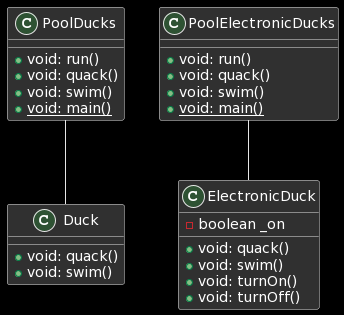 C PoolDucks
void: run()
void: quack()
void: swim()
void: main()
C PoolElectronicDucks
void: run()
void: quack()
void: swim()
void: main()
C Duck
void: quack()
void: swim()
C ElectronicDuck
boolean _on
void: quack()
void: swim()
void: turnOn()
void: turnOff()